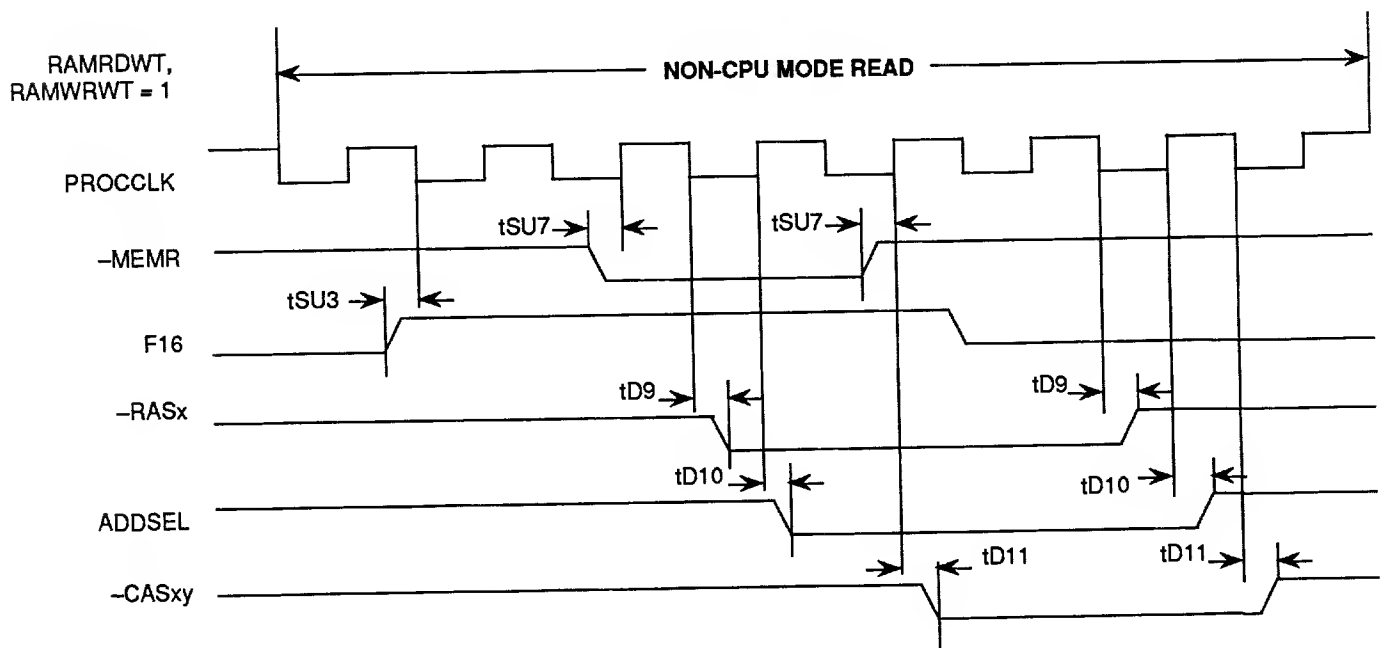 RAMRDWT,
RAMWRWT = 1
NON-CPU MODE READ
PROCCLK
tSU7
tSU7
–MEMR
tSU3
F16
tD9
tD9
–RASx
tD10
tD10
ADDSEL
tD11
tD11
–CASxy